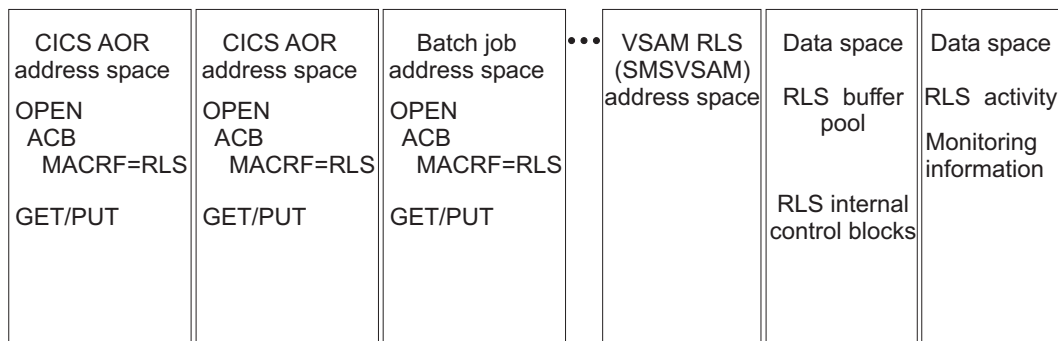 CICS AOR
address space
OPEN
ACB
MACRF=RLS
GET/PUT
CICS AOR
address space
OPEN
ACB
MACRF=RLS
GET/PUT
Batch job
address space
OPEN
ACB
MACRF=RLS
GET/PUT
•••
VSAM RLS
(SMSVSAM)
address space
Data space
RLS buffer
pool
RLS internal
control blocks
Data space
RLS activity
Monitoring
information